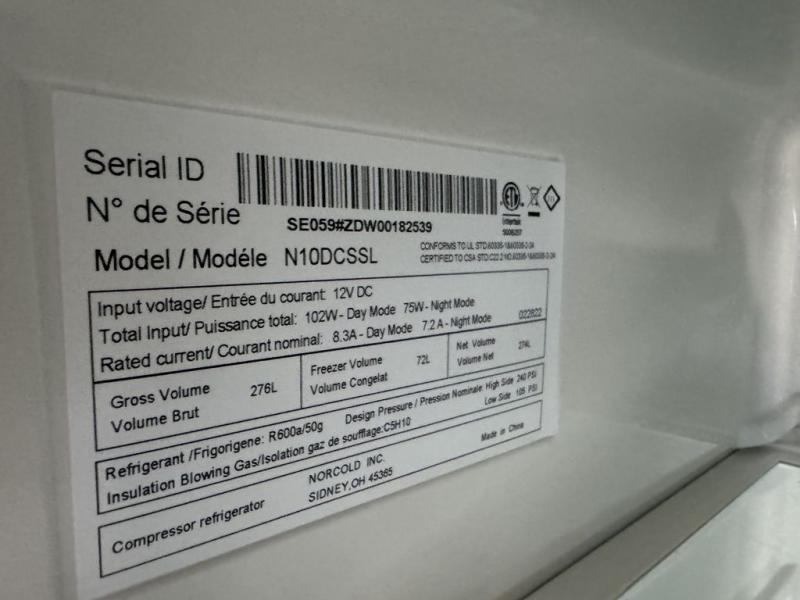 Serial ID
N° de Série
SE059#ZDW00182539
Model / Modéle N10DCSSL
ETL
Intertek
CONFORMS TO UL STD.60335-1&60335-2-24
CERTIFIED TO CSA STD.C22.2 NO.60335-1&60335-2-24
Input voltage/ Entrée du courant: 12V DC
Total Input/ Puissance total: 102W - Day Mode 75W - Night Mode
Rated current/ Courant nominal: 8.3A - Day Mode 7.2 A - Night Mode 022822
Gross Volume 276L
Volume Brut
Freezer Volume 72L
Volume Congelat
Net Volume 274L
Volume Net
Refrigerant /Frigorigene: R600a/50g Design Pressure / Pression Nominale: High Side 240 PSI
Low Side 105 PSI
Insulation Blowing Gas/Isolation gaz de soufflage:C5H10
Compressor refrigerator
NORCOLD INC.
SIDNEY,OH 45365
Made in China